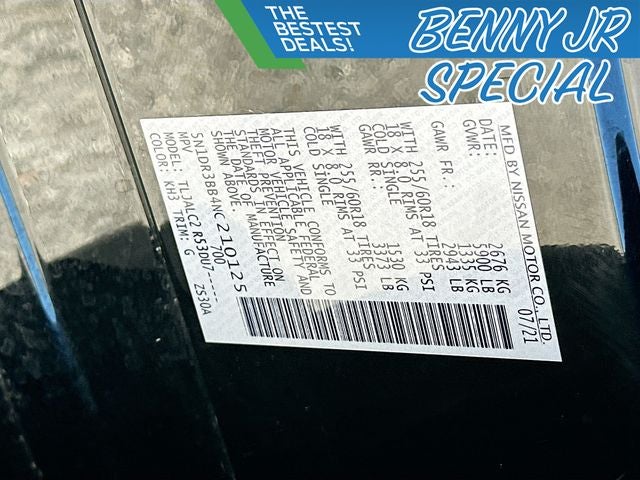 THE
BESTEST
DEALS!
BENNY JR
SPECIAL
MFD BY NISSAN MOTOR CO., LTD.
DATE: 07/21
GVWR: 2676 KG
5900 LB
GAWR FR.: 1335 KG
2943 LB
WITH 255/60R18 TIRES
18 X 8.0 RIMS AT 33 PSI
COLD SINGLE
GAWR RR: 1530 KG
3373 LB
WITH 255/60R18 TIRES
18 X 8.0 RIMS AT 33 PSI
COLD SINGLE
THIS VEHICLE CONFORMS TO
ALL APPLICABLE FEDERAL
MOTOR VEHICLE SAFETY AND
THEFT PREVENTION
STANDARDS IN EFFECT ON
THE DATE OF MANUFACTURE
SHOWN ABOVE.
5N1DR3BB4NC210125
MPV 700
MODEL: TLJALC2 R53DU7-----
COLOR: KH3 TRIM: G Z530A